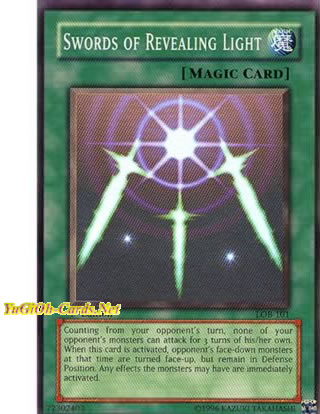 SWORDS OF REVEALING LIGHT 魔
[MAGIC CARD]
LOB-101
YuGiOh-Cards.Net
Counting from your opponent's turn, none of your
opponent's monsters can attack for 3 turns of his/her own.
When this card is activated, opponent's face-down monsters
at that time are turned face-up, but remain in Defense
Position. Any effects the monsters may have are immediately
activated.
72302403
©1996 KAZUKI TAKAHASHI